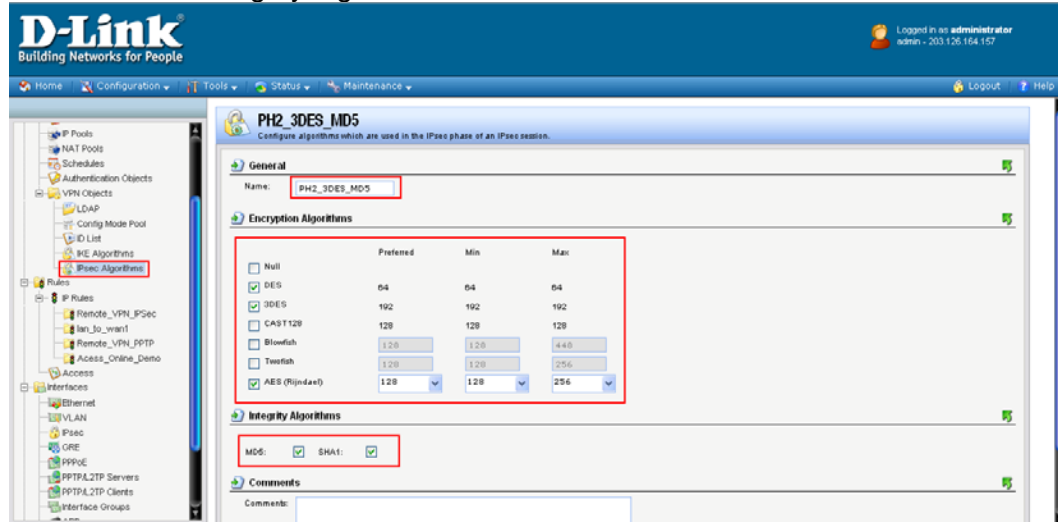 D-Link
Building Networks for People
Logged in as administrator
admin - 203.126.164.157
Home Configuration Tools Status Maintenance Logout Help
IP Pools
NAT Pools
Schedules
Authentication Objects
VPN Objects
LDAP
Config Mode Pool
ID List
IKE Algorithms
IPsec Algorithms
Rules
IP Rules
Remote_VPN_IPSec
lan_to_wan1
Remote_VPN_PPTP
Acess_Online_Demo
Access
Interfaces
Ethernet
VLAN
IPsec
GRE
PPPoE
PPTP/L2TP Servers
PPTP/L2TP Clients
Interface Groups
PH2_3DES_MD5
Configure algorithms which are used in the IPsec phase of an IPsec session.
General
Name: PH2_3DES_MD5
Encryption Algorithms
Preferred Min Max
Null
DES 64 64 64
3DES 192 192 192
CAST128 128 128 128
Blowfish 128 128 448
Twofish 128 128 256
AES (Rijndael) 128 128 256
Integrity Algorithms
MD5: SHA1:
Comments
Comments: